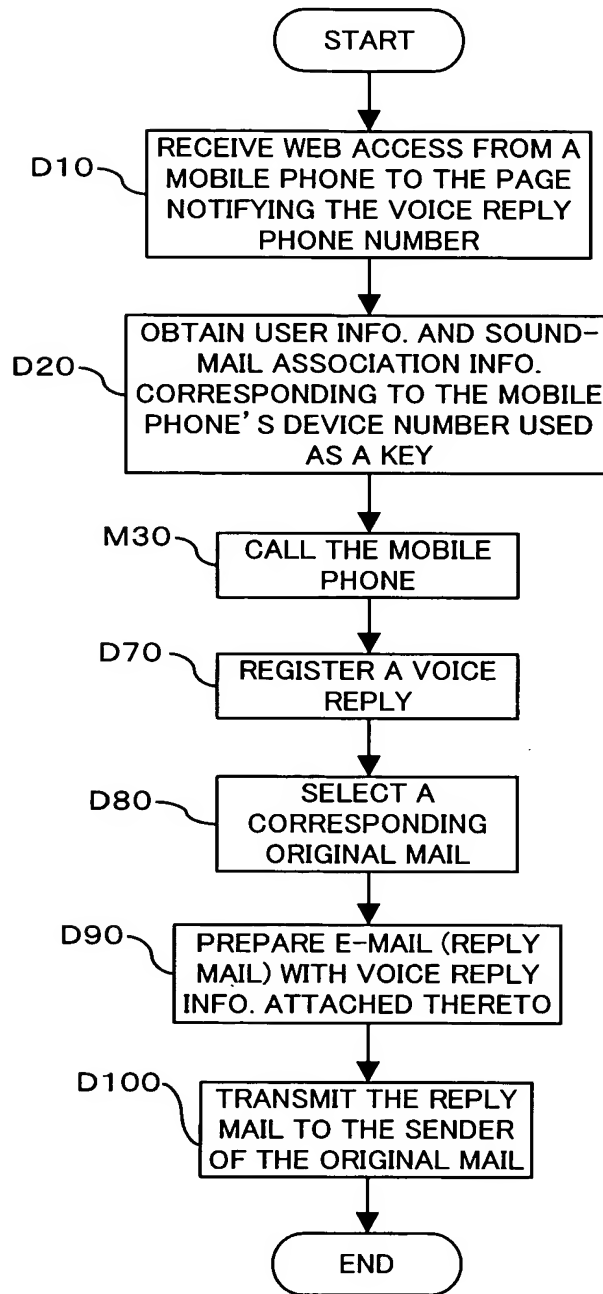 START
D10
RECEIVE WEB ACCESS FROM A
MOBILE PHONE TO THE PAGE
NOTIFYING THE VOICE REPLY
PHONE NUMBER
D20
OBTAIN USER INFO. AND SOUND-
MAIL ASSOCIATION INFO.
CORRESPONDING TO THE MOBILE
PHONE'S DEVICE NUMBER USED
AS A KEY
M30
CALL THE MOBILE
PHONE
D70
REGISTER A VOICE
REPLY
D80
SELECT A
CORRESPONDING
ORIGINAL MAIL
D90
PREPARE E-MAIL (REPLY
MAIL) WITH VOICE REPLY
INFO. ATTACHED THERETO
D100
TRANSMIT THE REPLY
MAIL TO THE SENDER
OF THE ORIGINAL MAIL
END